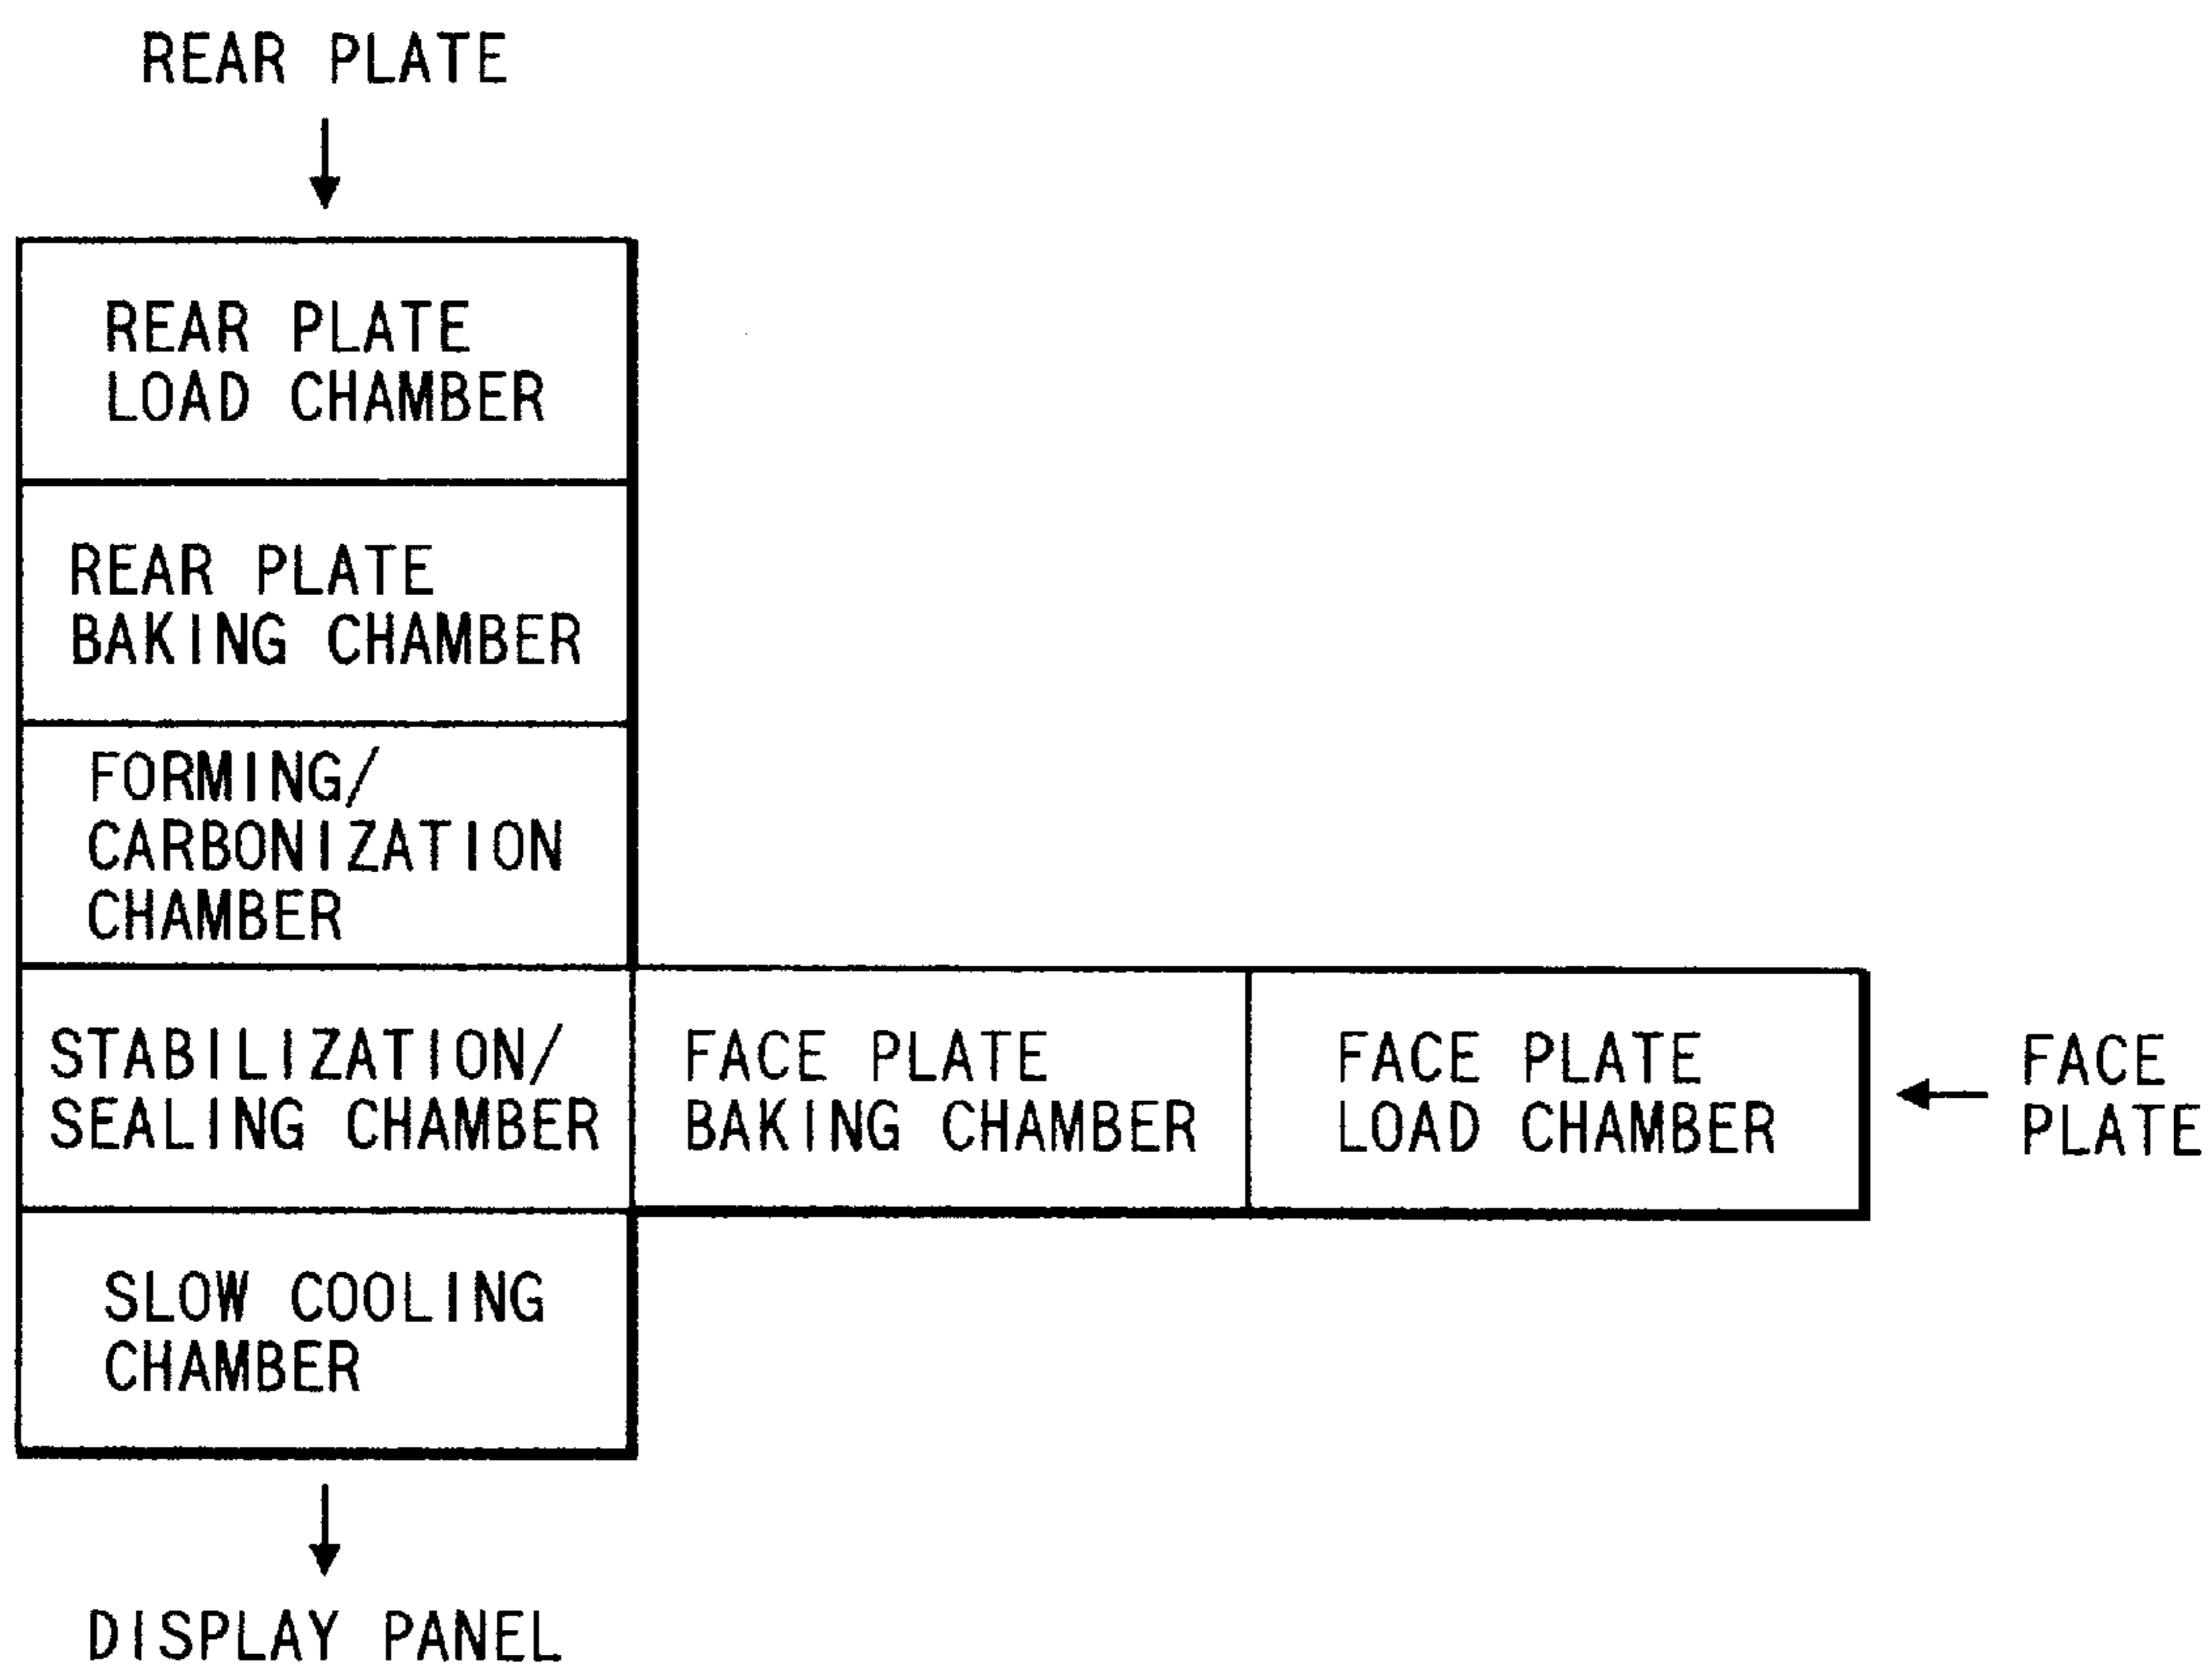 REAR PLATE
REAR PLATE
LOAD CHAMBER
REAR PLATE
BAKING CHAMBER
FORMING/
CARBONIZATION
CHAMBER
STABILIZATION/
SEALING CHAMBER
FACE PLATE
BAKING CHAMBER
FACE PLATE
LOAD CHAMBER
FACE
PLATE
SLOW COOLING
CHAMBER
DISPLAY PANEL